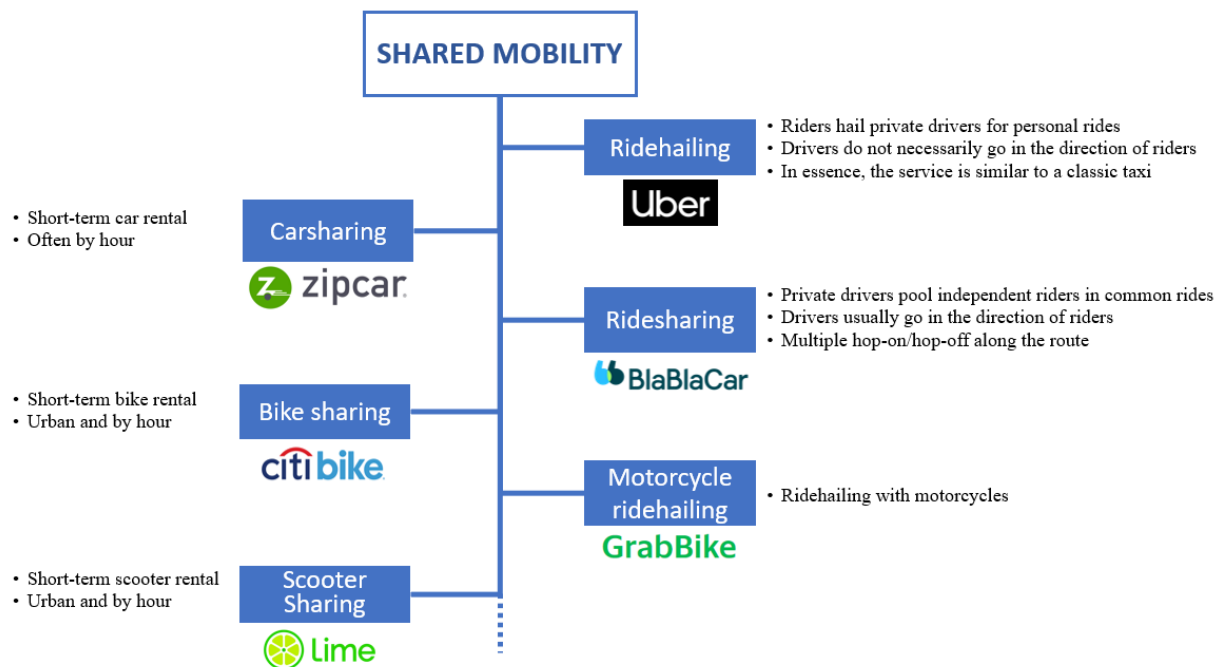 SHARED MOBILITY
Ridehailing
• Riders hail private drivers for personal rides
• Drivers do not necessarily go in the direction of riders
• In essence, the service is similar to a classic taxi
Uber
• Short-term car rental
• Often by hour
Carsharing
zipcar.
Ridesharing
• Private drivers pool independent riders in common rides
• Drivers usually go in the direction of riders
• Multiple hop-on/hop-off along the route
BlaBlaCar
• Short-term bike rental
• Urban and by hour
Bike sharing
citi bike
Motorcycle
ridehailing
• Ridehailing with motorcycles
GrabBike
• Short-term scooter rental
• Urban and by hour
Scooter
Sharing
Lime